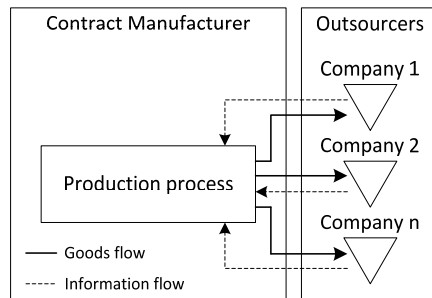 Contract Manufacturer
Outsourcers
Company 1
Company 2
Production process
Company n
Goods flow
Information flow